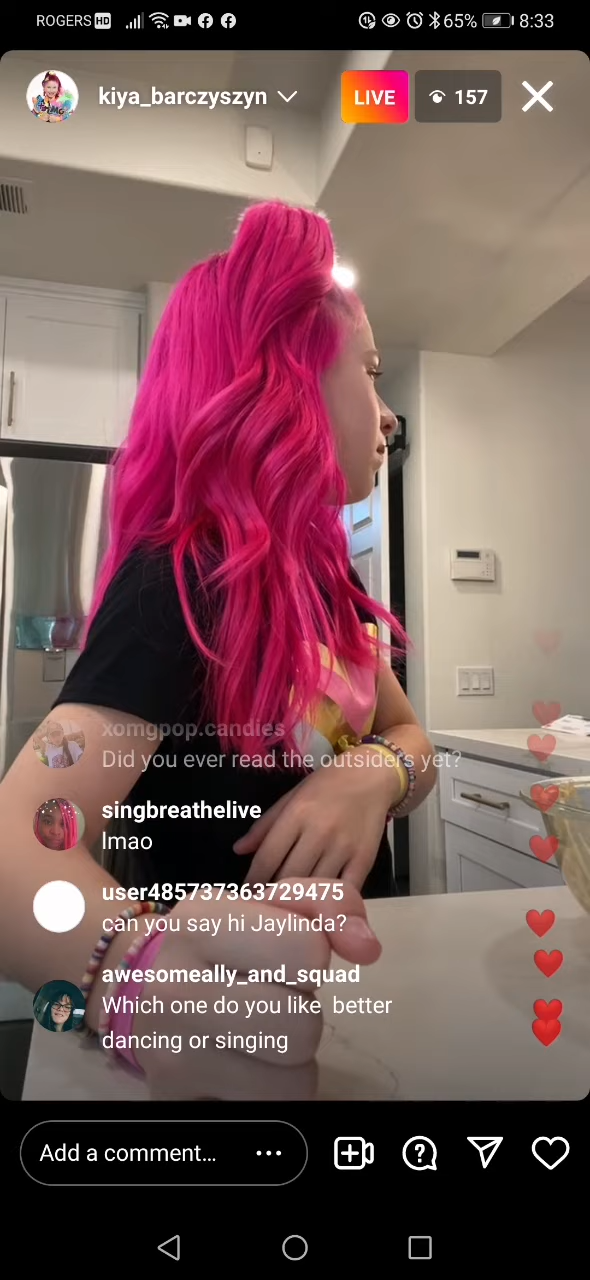 ROGERS HD 65% 8:33
kiya_barczyszyn LIVE 157
xomgpop.candies
Did you ever read the outsiders yet?
singbreathelive
lmao
user485737363729475
can you say hi Jaylinda?
awesomeally_and_squad
Which one do you like better
dancing or singing
Add a comment...